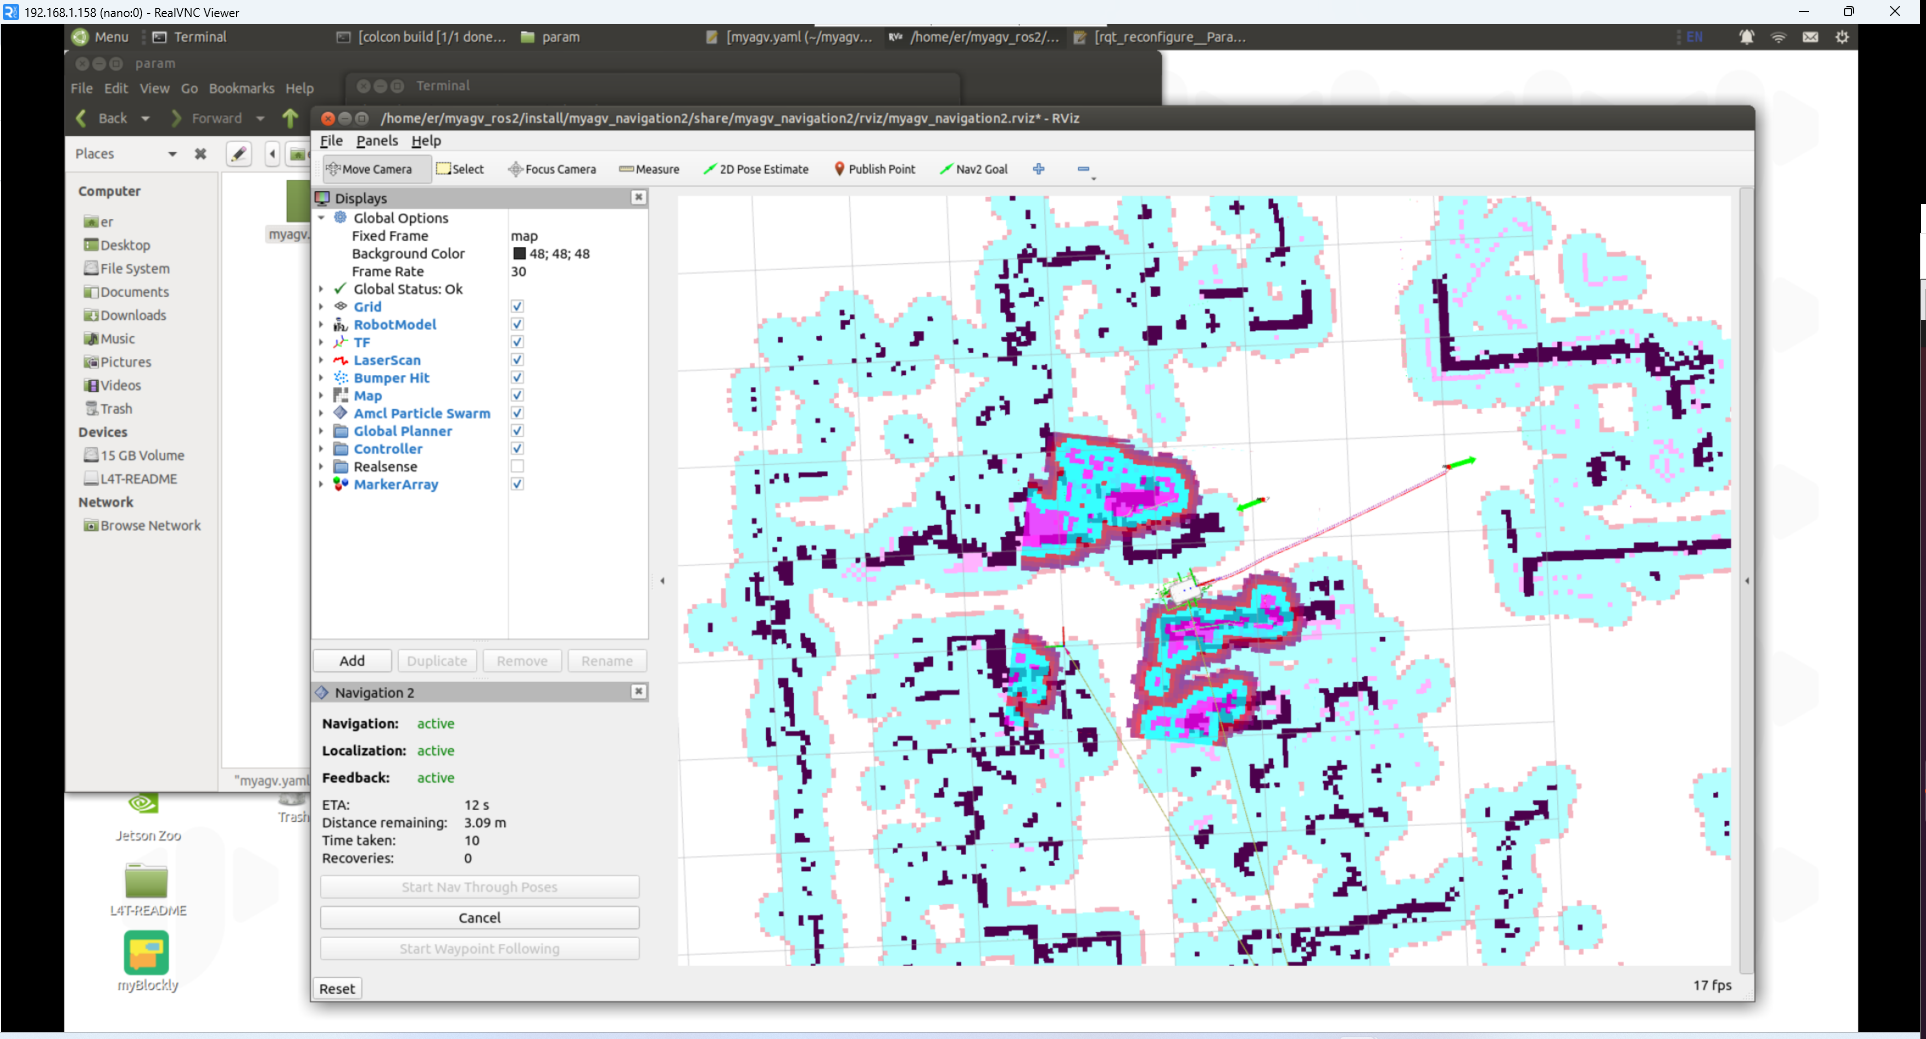 192.168.1.158 (nano:0) - RealVNC Viewer
Menu
Terminal
[colcon build [1/1 done...
param
[myagv.yaml (~/myagv...
/home/er/myagv_ros2/...
[rqt_reconfigure__Para...
EN
param
File Edit View Go Bookmarks Help
Terminal
Back
Forward
/home/er/myagv_ros2/install/myagv_navigation2/share/myagv_navigation2/rviz/myagv_navigation2.rviz* - RViz
File Panels Help
Places
Move Camera
Select
Focus Camera
Measure
2D Pose Estimate
Publish Point
Nav2 Goal
Computer
er
Desktop
File System
Documents
Downloads
Music
Pictures
Videos
Trash
Devices
15 GB Volume
L4T-README
Network
Browse Network
myagv.
"myagv.yaml
Displays
Global Options
Fixed Frame map
Background Color 48; 48; 48
Frame Rate 30
Global Status: Ok
Grid
RobotModel
TF
LaserScan
Bumper Hit
Map
Amcl Particle Swarm
Global Planner
Controller
Realsense
MarkerArray
Add Duplicate Remove Rename
Navigation 2
Navigation: active
Localization: active
Feedback: active
ETA: 12 s
Distance remaining: 3.09 m
Time taken: 10
Recoveries: 0
Start Nav Through Poses
Cancel
Start Waypoint Following
Reset
17 fps
Jetson Zoo
Trash
L4T-README
myBlockly